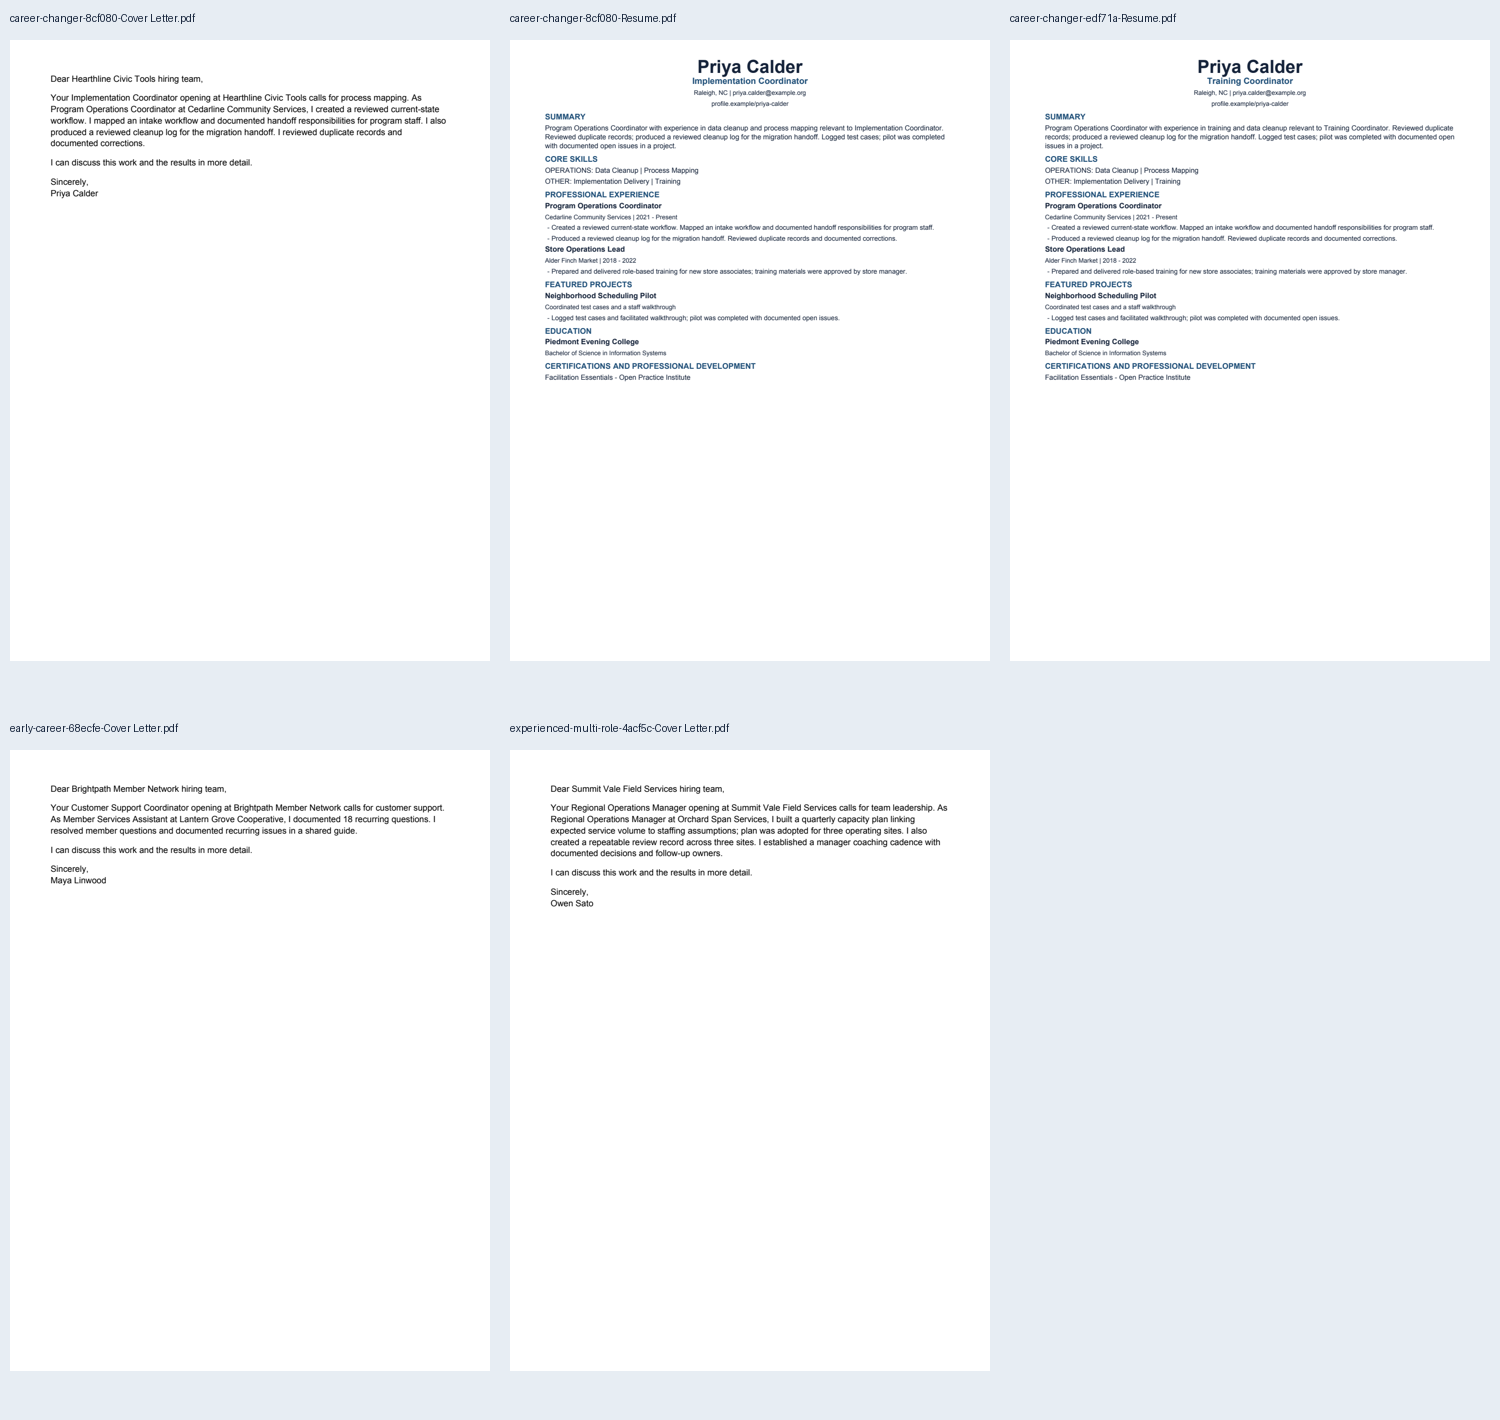 career-changer-8cf080-Cover Letter.pdf
Dear Hearthline Civic Tools hiring team,
Your Implementation Coordinator opening at Hearthline Civic Tools calls for process mapping. As
Program Operations Coordinator at Cedarline Community Services, I created a reviewed current-state
workflow. I mapped an intake workflow and documented handoff responsibilities for program staff. I also
produced a reviewed cleanup log for the migration handoff. I reviewed duplicate records and
documented corrections.
I can discuss this work and the results in more detail.
Sincerely,
Priya Calder
career-changer-8cf080-Resume.pdf
Priya Calder
Implementation Coordinator
Raleigh, NC | priya.calder@example.org
profile.example/priya-calder
SUMMARY
Program Operations Coordinator with experience in data cleanup and process mapping relevant to Implementation Coordinator.
Reviewed duplicate records; produced a reviewed cleanup log for the migration handoff. Logged test cases; pilot was completed
with documented open issues in a project.
CORE SKILLS
OPERATIONS: Data Cleanup | Process Mapping
OTHER: Implementation Delivery | Training
PROFESSIONAL EXPERIENCE
Program Operations Coordinator
Cedarline Community Services | 2021 - Present
- Created a reviewed current-state workflow. Mapped an intake workflow and documented handoff responsibilities for program staff.
- Produced a reviewed cleanup log for the migration handoff. Reviewed duplicate records and documented corrections.
Store Operations Lead
Alder Finch Market | 2018 - 2022
- Prepared and delivered role-based training for new store associates; training materials were approved by store manager.
FEATURED PROJECTS
Neighborhood Scheduling Pilot
Coordinated test cases and a staff walkthrough
- Logged test cases and facilitated walkthrough; pilot was completed with documented open issues.
EDUCATION
Piedmont Evening College
Bachelor of Science in Information Systems
CERTIFICATIONS AND PROFESSIONAL DEVELOPMENT
Facilitation Essentials - Open Practice Institute
career-changer-edf71a-Resume.pdf
Priya Calder
Training Coordinator
Raleigh, NC | priya.calder@example.org
profile.example/priya-calder
SUMMARY
Program Operations Coordinator with experience in training and data cleanup relevant to Training Coordinator. Reviewed duplicate
records; produced a reviewed cleanup log for the migration handoff. Logged test cases; pilot was completed with documented open
issues in a project.
CORE SKILLS
OPERATIONS: Data Cleanup | Process Mapping
OTHER: Implementation Delivery | Training
PROFESSIONAL EXPERIENCE
Program Operations Coordinator
Cedarline Community Services | 2021 - Present
- Created a reviewed current-state workflow. Mapped an intake workflow and documented handoff responsibilities for program staff.
- Produced a reviewed cleanup log for the migration handoff. Reviewed duplicate records and documented corrections.
Store Operations Lead
Alder Finch Market | 2018 - 2022
- Prepared and delivered role-based training for new store associates; training materials were approved by store manager.
FEATURED PROJECTS
Neighborhood Scheduling Pilot
Coordinated test cases and a staff walkthrough
- Logged test cases and facilitated walkthrough; pilot was completed with documented open issues.
EDUCATION
Piedmont Evening College
Bachelor of Science in Information Systems
CERTIFICATIONS AND PROFESSIONAL DEVELOPMENT
Facilitation Essentials - Open Practice Institute
early-career-68ecfe-Cover Letter.pdf
Dear Brightpath Member Network hiring team,
Your Customer Support Coordinator opening at Brightpath Member Network calls for customer support.
As Member Services Assistant at Lantern Grove Cooperative, I documented 18 recurring questions. I
resolved member questions and documented recurring issues in a shared guide.
I can discuss this work and the results in more detail.
Sincerely,
Maya Linwood
experienced-multi-role-4acf5c-Cover Letter.pdf
Dear Summit Vale Field Services hiring team,
Your Regional Operations Manager opening at Summit Vale Field Services calls for team leadership. As
Regional Operations Manager at Orchard Span Services, I built a quarterly capacity plan linking
expected service volume to staffing assumptions; plan was adopted for three operating sites. I also
created a repeatable review record across three sites. I established a manager coaching cadence with
documented decisions and follow-up owners.
I can discuss this work and the results in more detail.
Sincerely,
Owen Sato